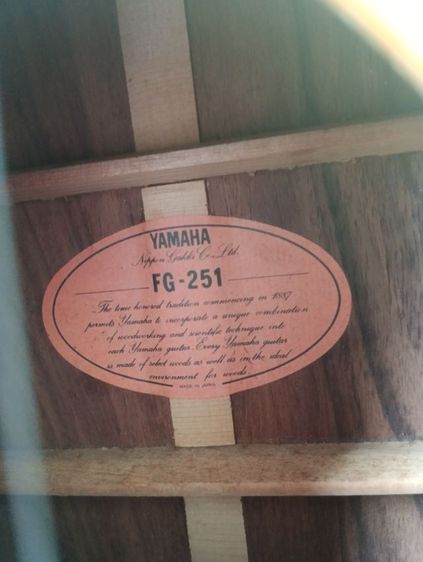 YAMAHA
Nippon Gakki Co., Ltd.
FG-251
The time honored tradition commencing in 1887
permits Yamaha to incorporate a unique combination
of woodworking and scientific technique into
each Yamaha guitar. Every Yamaha guitar
is made of select woods as well as in the ideal
environment for woods.
MADE IN JAPAN